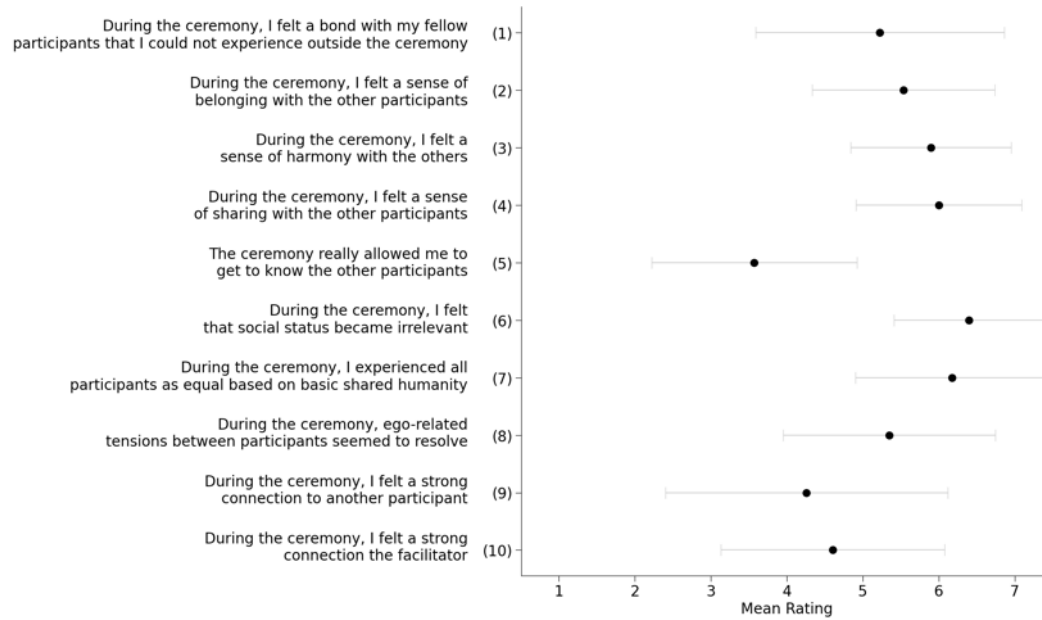 During the ceremony, I felt a bond with my fellow
participants that I could not experience outside the ceremony
(1)
During the ceremony, I felt a sense of
belonging with the other participants
(2)
During the ceremony, I felt a
sense of harmony with the others
(3)
During the ceremony, I felt a sense
of sharing with the other participants
(4)
The ceremony really allowed me to
get to know the other participants
(5)
During the ceremony, I felt
that social status became irrelevant
(6)
During the ceremony, I experienced all
participants as equal based on basic shared humanity
(7)
During the ceremony, ego-related
tensions between participants seemed to resolve
(8)
During the ceremony, I felt a strong
connection to another participant
(9)
During the ceremony, I felt a strong
connection the facilitator
(10)
1 2 3 4 5 6 7
Mean Rating